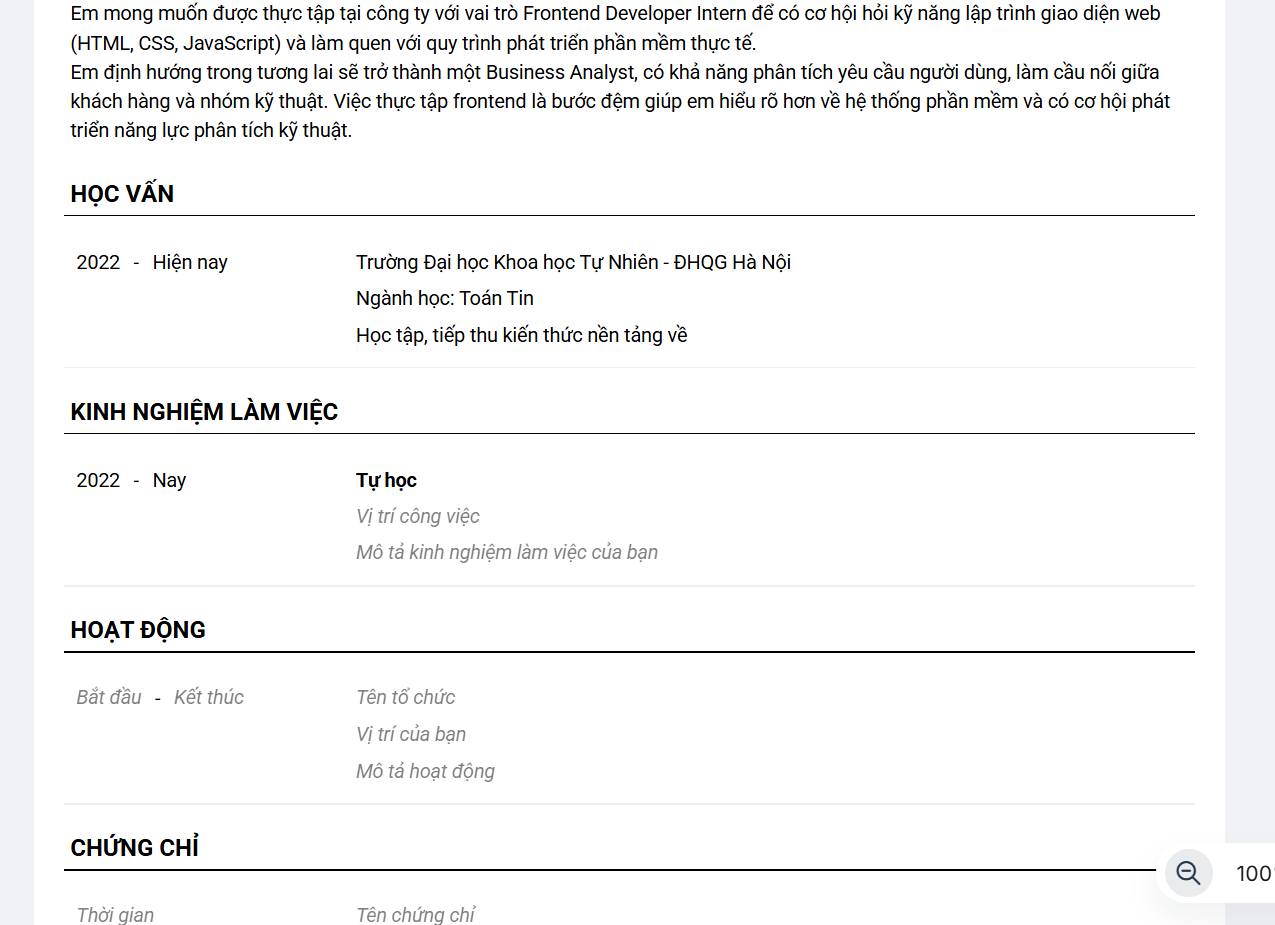 Em mong muốn được thực tập tại công ty với vai trò Frontend Developer Intern để có cơ hội hỏi kỹ năng lập trình giao diện web
(HTML, CSS, JavaScript) và làm quen với quy trình phát triển phần mềm thực tế.
Em định hướng trong tương lai sẽ trở thành một Business Analyst, có khả năng phân tích yêu cầu người dùng, làm cầu nối giữa
khách hàng và nhóm kỹ thuật. Việc thực tập frontend là bước đệm giúp em hiểu rõ hơn về hệ thống phần mềm và có cơ hội phát
triển năng lực phân tích kỹ thuật.
HỌC VẤN
2022 - Hiện nay
Trường Đại học Khoa học Tự Nhiên - ĐHQG Hà Nội
Ngành học: Toán Tin
Học tập, tiếp thu kiến thức nền tảng về
KINH NGHIỆM LÀM VIỆC
2022 - Nay
Tự học
Vị trí công việc
Mô tả kinh nghiệm làm việc của bạn
HOẠT ĐỘNG
Bắt đầu - Kết thúc
Tên tổ chức
Vị trí của bạn
Mô tả hoạt động
CHỨNG CHỈ
Thời gian
Tên chứng chỉ
100